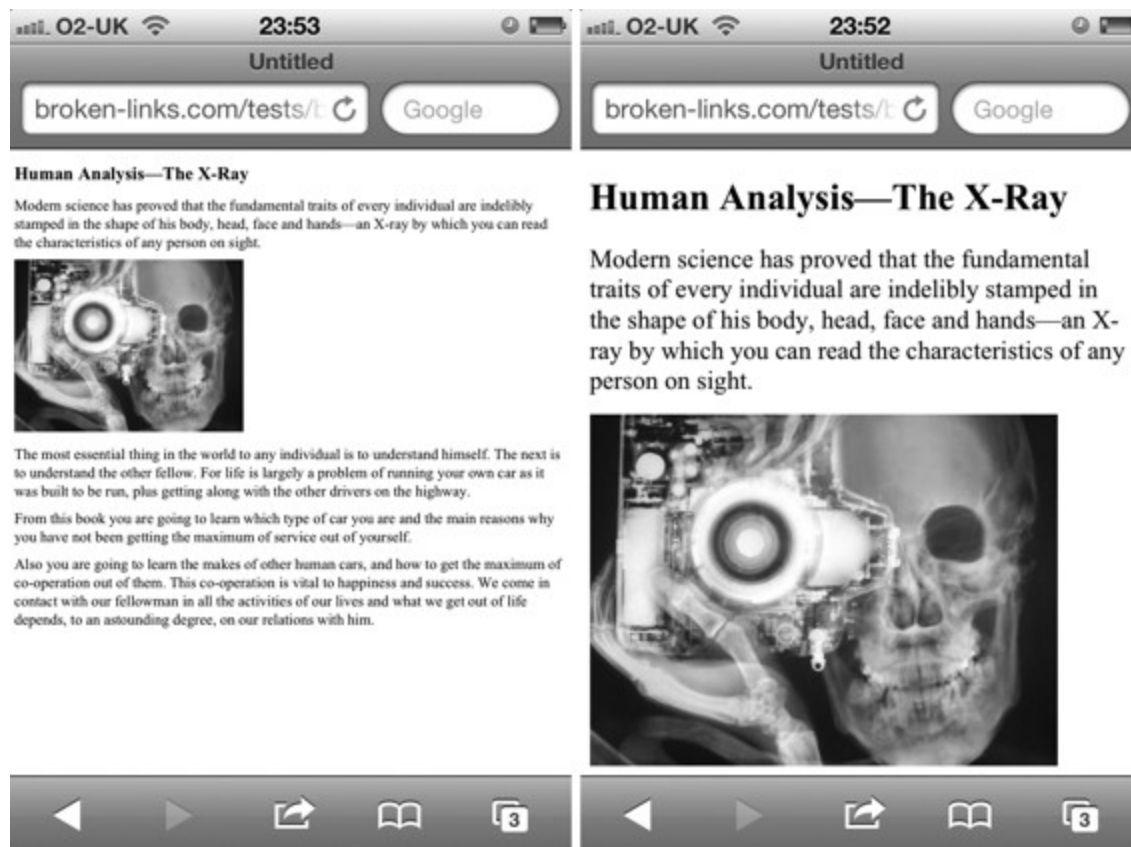 O2-UK 23:53
Untitled
broken-links.com/tests/
Google
Human Analysis—The X-Ray
Modern science has proved that the fundamental traits of every individual are indelibly
stamped in the shape of his body, head, face and hands—an X-ray by which you can read
the characteristics of any person on sight.
The most essential thing in the world to any individual is to understand himself. The next is
to understand the other fellow. For life is largely a problem of running your own car as it
was built to be run, plus getting along with the other drivers on the highway.
From this book you are going to learn which type of car you are and the main reasons why
you have not been getting the maximum of service out of yourself.
Also you are going to learn the makes of other human cars, and how to get the maximum of
co-operation out of them. This co-operation is vital to happiness and success. We come in
contact with our fellowman in all the activities of our lives and what we get out of life
depends, to an astounding degree, on our relations with him.
3
O2-UK 23:52
Untitled
broken-links.com/tests/
Google
Human Analysis—The X-Ray
Modern science has proved that the fundamental
traits of every individual are indelibly stamped in
the shape of his body, head, face and hands—an X-
ray by which you can read the characteristics of any
person on sight.
3